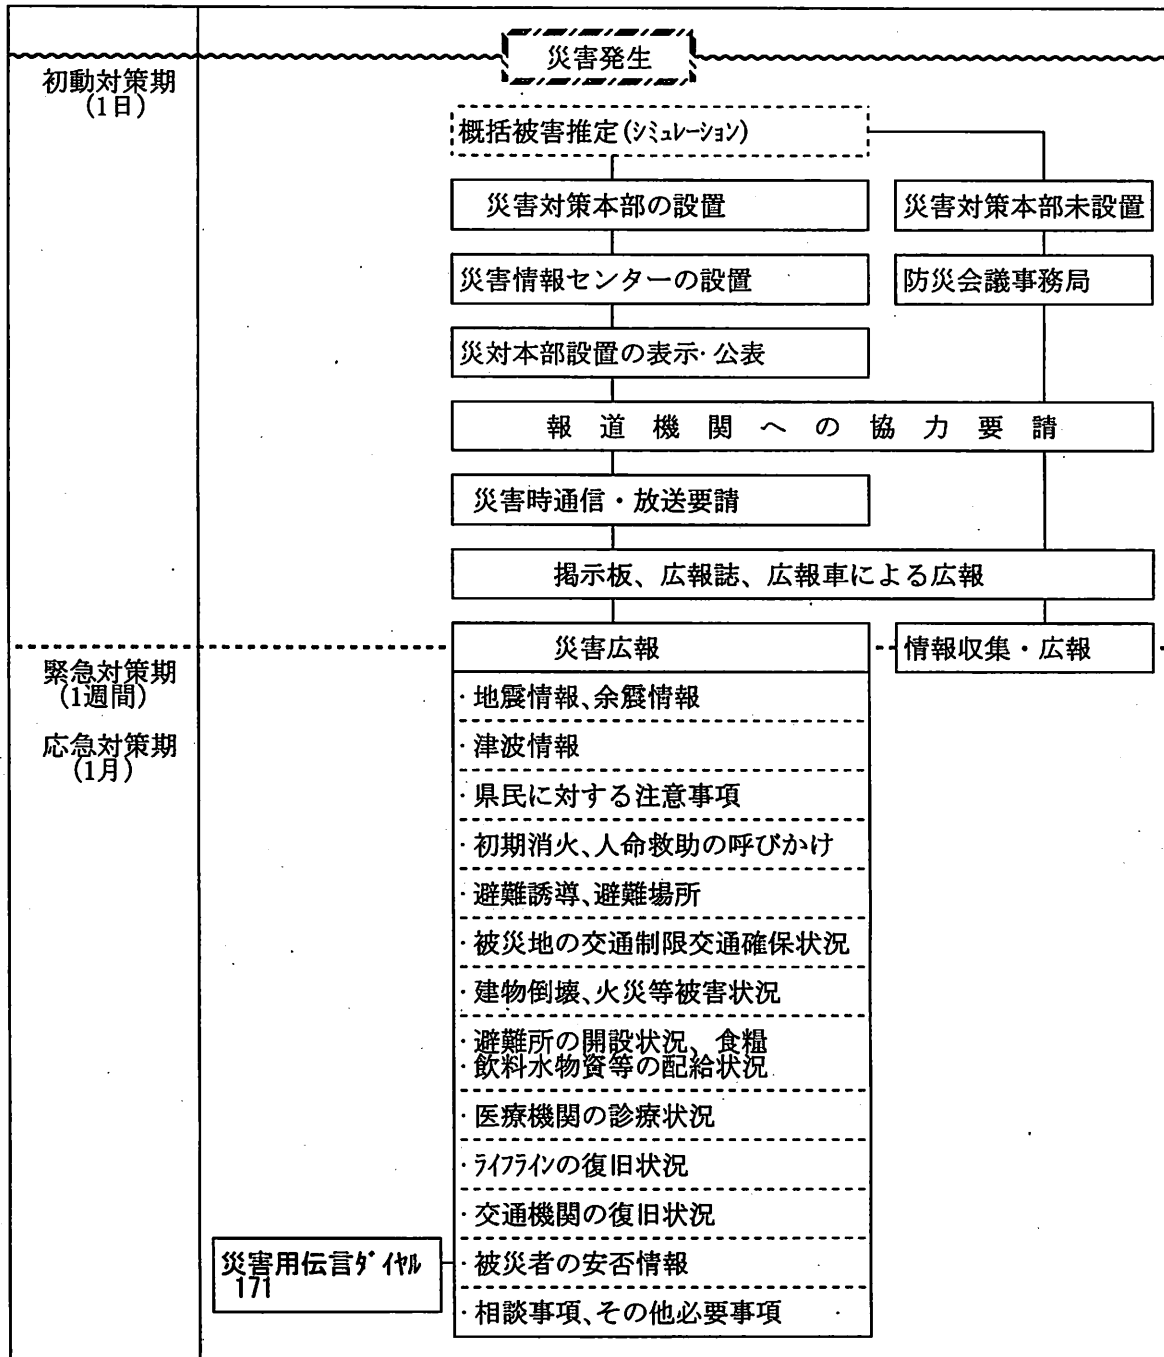 災害発生
初動対策期
(1日)
概括被害推定(ｼﾐｭﾚｰｼｮﾝ)
災害対策本部の設置
災害対策本部未設置
災害情報センターの設置
防災会議事務局
災対本部設置の表示・公表
報道機関への協力要請
災害時通信・放送要請
掲示板、広報誌、広報車による広報
災害広報
情報収集・広報
緊急対策期
(1週間)
応急対策期
(1月)
・地震情報、余震情報
・津波情報
・県民に対する注意事項
・初期消火、人命救助の呼びかけ
・避難誘導、避難場所
・被災地の交通制限交通確保状況
・建物倒壊、火災等被害状況
・避難所の開設状況、食糧
・飲料水物資等の配給状況
・医療機関の診療状況
・ﾗｲﾌﾗｲﾝの復旧状況
・交通機関の復旧状況
災害用伝言ﾀﾞｲﾔﾙ
171
・被災者の安否情報
・相談事項、その他必要事項